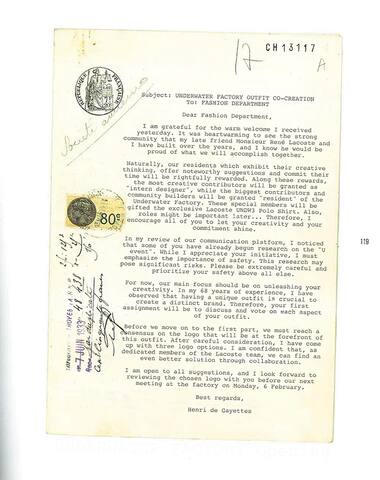 17
CH 13117
A
REPUBLIQUE FRANÇAISE
Subject: UNDERWATER FACTORY OUTFIT CO-CREATION
To: FASHION DEPARTMENT
Dear Fashion Department,
I am grateful for the warm welcome I received
yesterday. It was heartwarming to see the strong
community that my late friend Monsieur René Lacoste and
I have built over the years, and I know he would be
proud of what we will accomplish together.
Naturally, our residents which exhibit their creative
thinking, offer noteworthy suggestions and commit their
time will be rightfully rewarded. Along these rewards,
the most creative contributors will be granted as
"intern designer", while the biggest contributors and
community builders will be granted "resident" of the
Underwater Factory. These special members will be
gifted the exclusive Lacoste UNDW3 Polo Shirt. Also,
roles might be important later... Therefore, I
encourage all of you to let your creativity and your
commitment shine.
80c
In my review of our communication platform, I noticed
that some of you have already begun research on the "U
event". While I appreciate your initiative, I must
emphasize the importance of safety. This research may
pose significant risks. Please be extremely careful and
prioritize your safety above all else.
119
For now, our main focus should be on unleashing your
creativity. In my 68 years of experience, I have
observed that having a unique outfit is crucial to
create a distinct brand. Therefore, your first
assignment will be to discuss and vote on each aspect
of your outfit.
Before we move on to the first part, we must reach a
consensus on the logo that will be at the forefront of
this outfit. After careful consideration, I have come
up with three logo options. I am confident that, as
dedicated members of the Lacoste team, we can find an
even better solution through collaboration.
I am open to all suggestions, and I look forward to
reviewing the chosen logo with you before our next
meeting at the factory on Monday, 6 February.
Best regards,
Henri de Gayettes